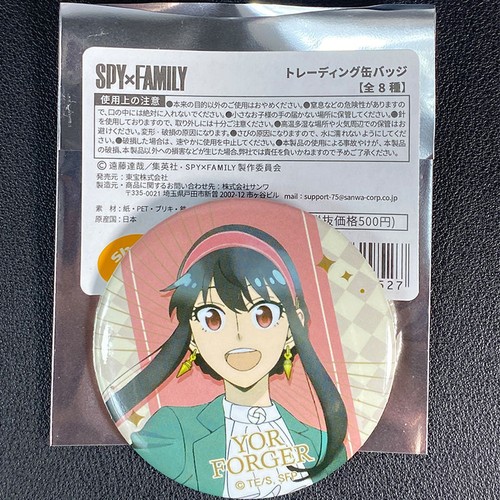 SPY×FAMILY
トレーディング缶バッジ
【全8種】
使用上の注意 ●本来の目的以外のご使用はおやめください。●窒息などの危険性がありますので、
口の中には絶対に入れないでください。●小さなお子様の手の届かない場所に保管してください。●針
を使用しておりますので、取り外しには十分ご注意ください。●高温多湿な場所や火気周辺での保管はお
避けください。変形・破損の原因になります。●さびの原因になりますので、水に濡れないようにしてくだ
さい。●破損した場合は、速やかに使用を中止してください。●本製品の使用による事故やけが、本製品の
破損、本製品以外への損害などが生じた場合、弊社では責任を負いかねますので予めご了承ください。
© 遠藤達哉/集英社・SPY×FAMILY製作委員会
発売元：東宝株式会社
製造元・商品に関するお問い合せ先：株式会社サンワ
〒335-0021 埼玉県戸田市新曽 2002-12 市ヶ谷ビル mail : support-75@sanwa-corp.co.jp
素 材：紙・PET・ブリキ・
原産国：日本
抜価格500円)
527
YOR
FORGER
© TE/S, SFP